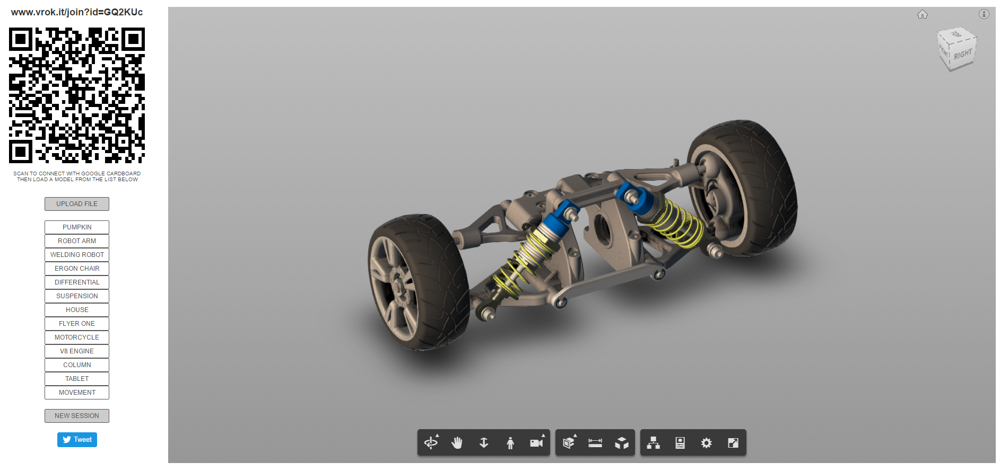 www.vrok.it/join?id=GQ2KUc
SCAN TO CONNECT WITH GOOGLE CARDBOARD
THEN LOAD A MODEL FROM THE LIST BELOW
UPLOAD FILE
PUMPKIN
ROBOT ARM
WELDING ROBOT
ERGON CHAIR
DIFFERENTIAL
SUSPENSION
HOUSE
FLYER ONE
MOTORCYCLE
V8 ENGINE
COLUMN
TABLET
MOVEMENT
NEW SESSION
Tweet
TOP
RIGHT